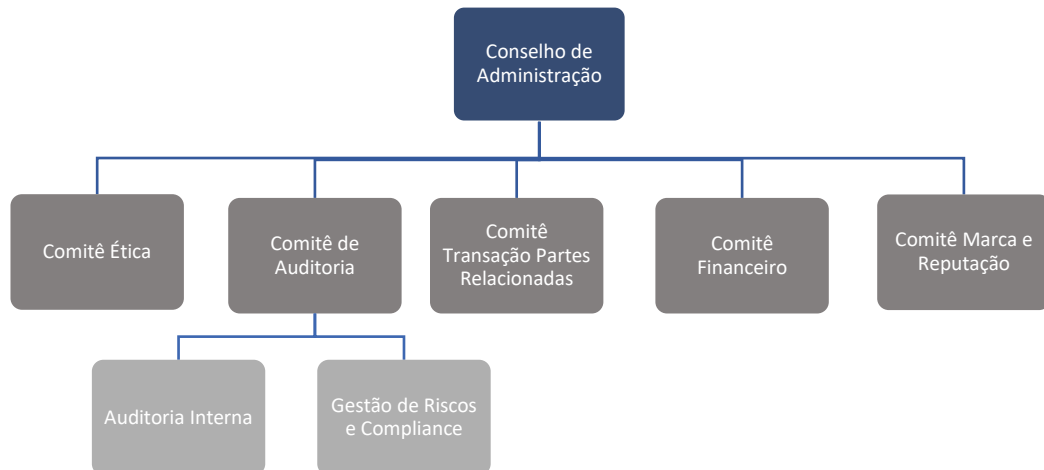 Conselho de
Administração
Comitê Ética
Comitê de
Auditoria
Comitê
Transação Partes
Relacionadas
Comitê
Financeiro
Comitê Marca e
Reputação
Auditoria Interna
Gestão de Riscos
e Compliance